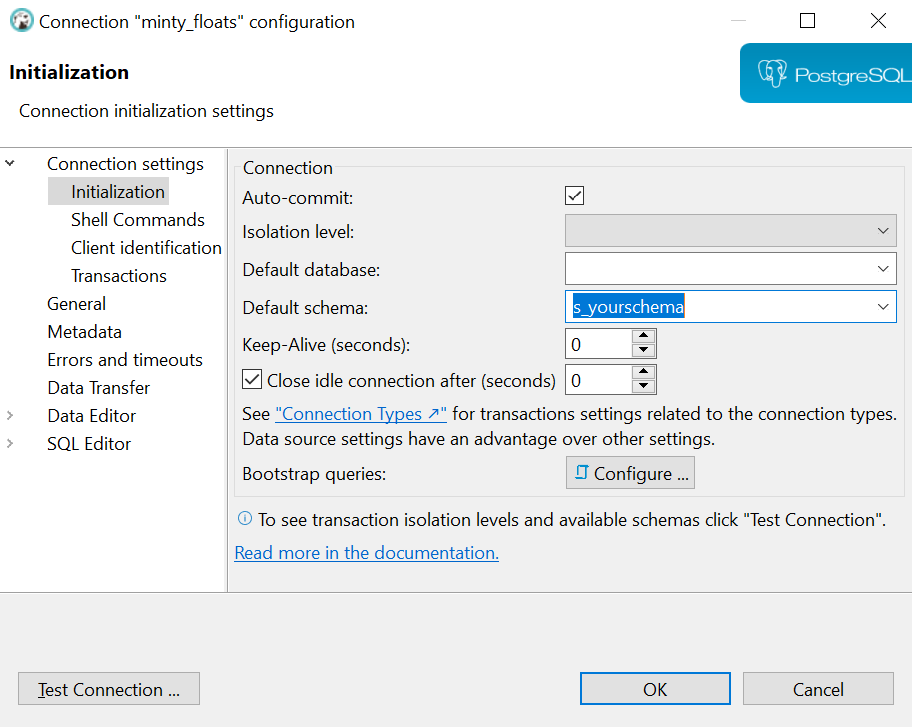 Connection "minty_floats" configuration
Initialization
Connection initialization settings
PostgreSQL
Connection settings
Initialization
Shell Commands
Client identification
Transactions
General
Metadata
Errors and timeouts
Data Transfer
Data Editor
SQL Editor
Connection
Auto-commit:
Isolation level:
Default database:
Default schema: s_yourschema
Keep-Alive (seconds): 0
Close idle connection after (seconds) 0
See "Connection Types ↗" for transactions settings related to the connection types.
Data source settings have an advantage over other settings.
Bootstrap queries: Configure ...
To see transaction isolation levels and available schemas click "Test Connection".
Read more in the documentation.
Test Connection ... OK Cancel